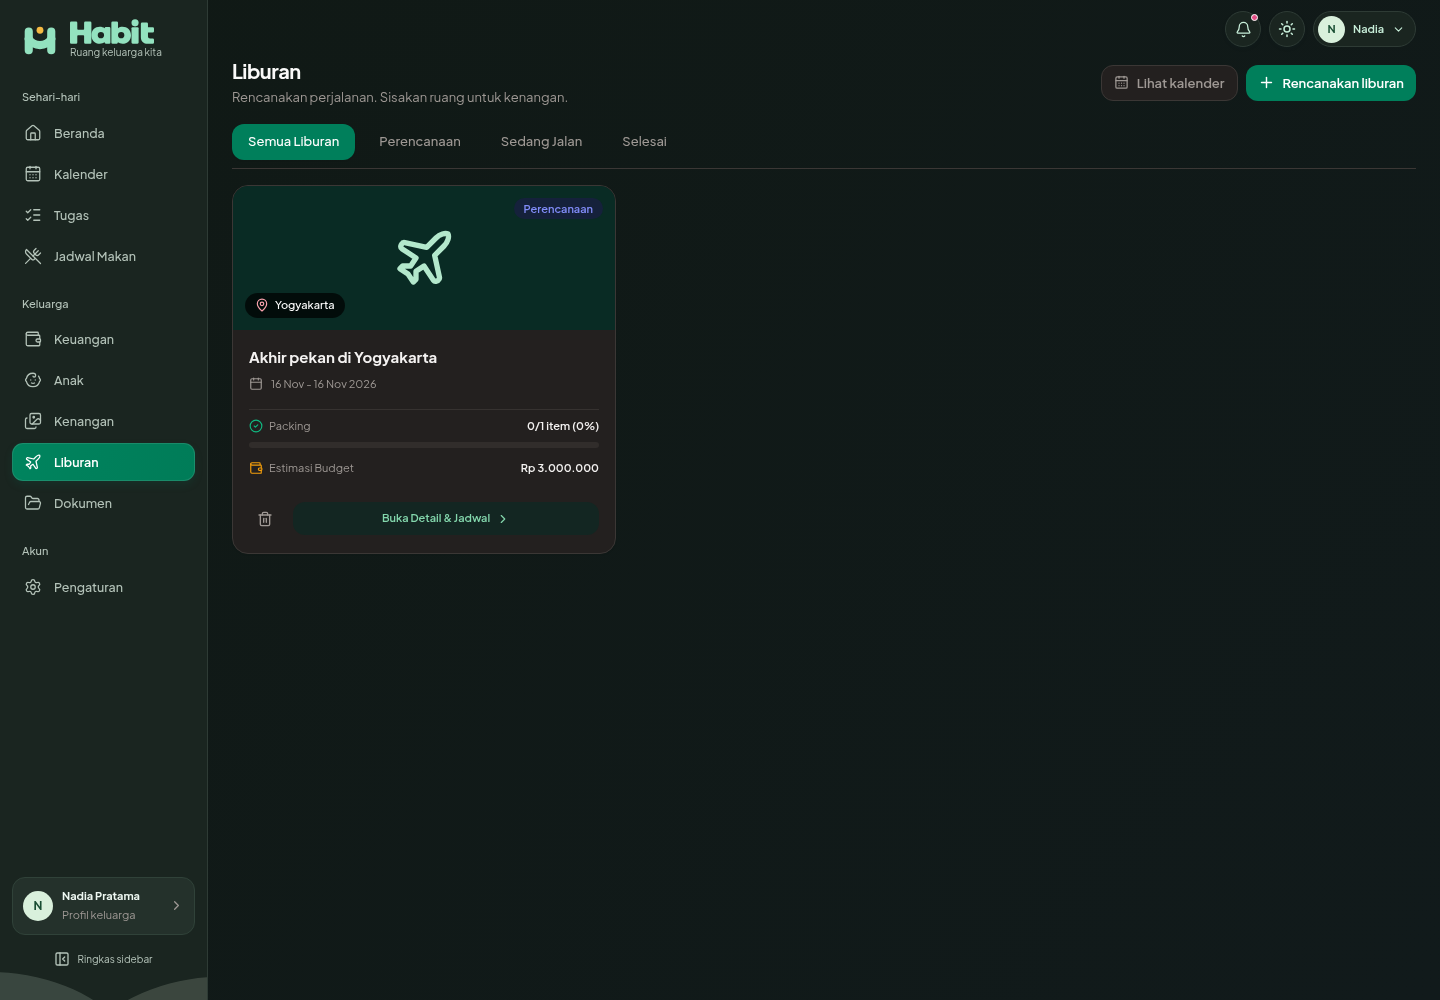 Habit
Ruang keluarga kita
Sehari-hari
Beranda
Kalender
Tugas
Jadwal Makan
Keluarga
Keuangan
Anak
Kenangan
Liburan
Dokumen
Akun
Pengaturan
Nadia Pratama
N
Profil keluarga
Ringkas sidebar
N
Nadia
Liburan
Rencanakan perjalanan. Sisakan ruang untuk kenangan.
Lihat kalender
Rencanakan liburan
Semua Liburan
Perencanaan
Sedang Jalan
Selesai
Perencanaan
Yogyakarta
Akhir pekan di Yogyakarta
16 Nov - 16 Nov 2026
Packing
0/1 item (0%)
Estimasi Budget
Rp 3.000.000
Buka Detail & Jadwal